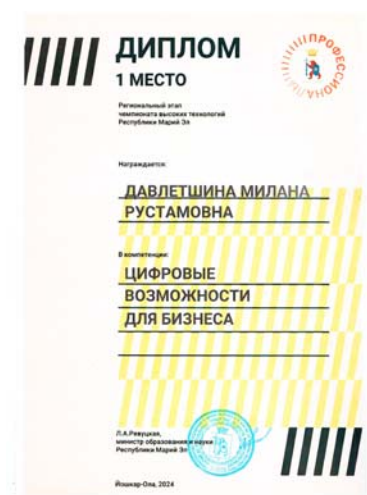 ДИПЛОМ
1 МЕСТО
ПРОФЕССИОНАЛЫ
Региональный этап
чемпионата высоких технологий
Республики Марий Эл
Награждается:
ДАВЛЕТШИНА МИЛАНА
РУСТАМОВНА
В компетенции:
ЦИФРОВЫЕ
ВОЗМОЖНОСТИ
ДЛЯ БИЗНЕСА
Л.А.Ревуцкая,
министр образования и науки
Республики Марий Эл
Йошкар-Ола, 2024